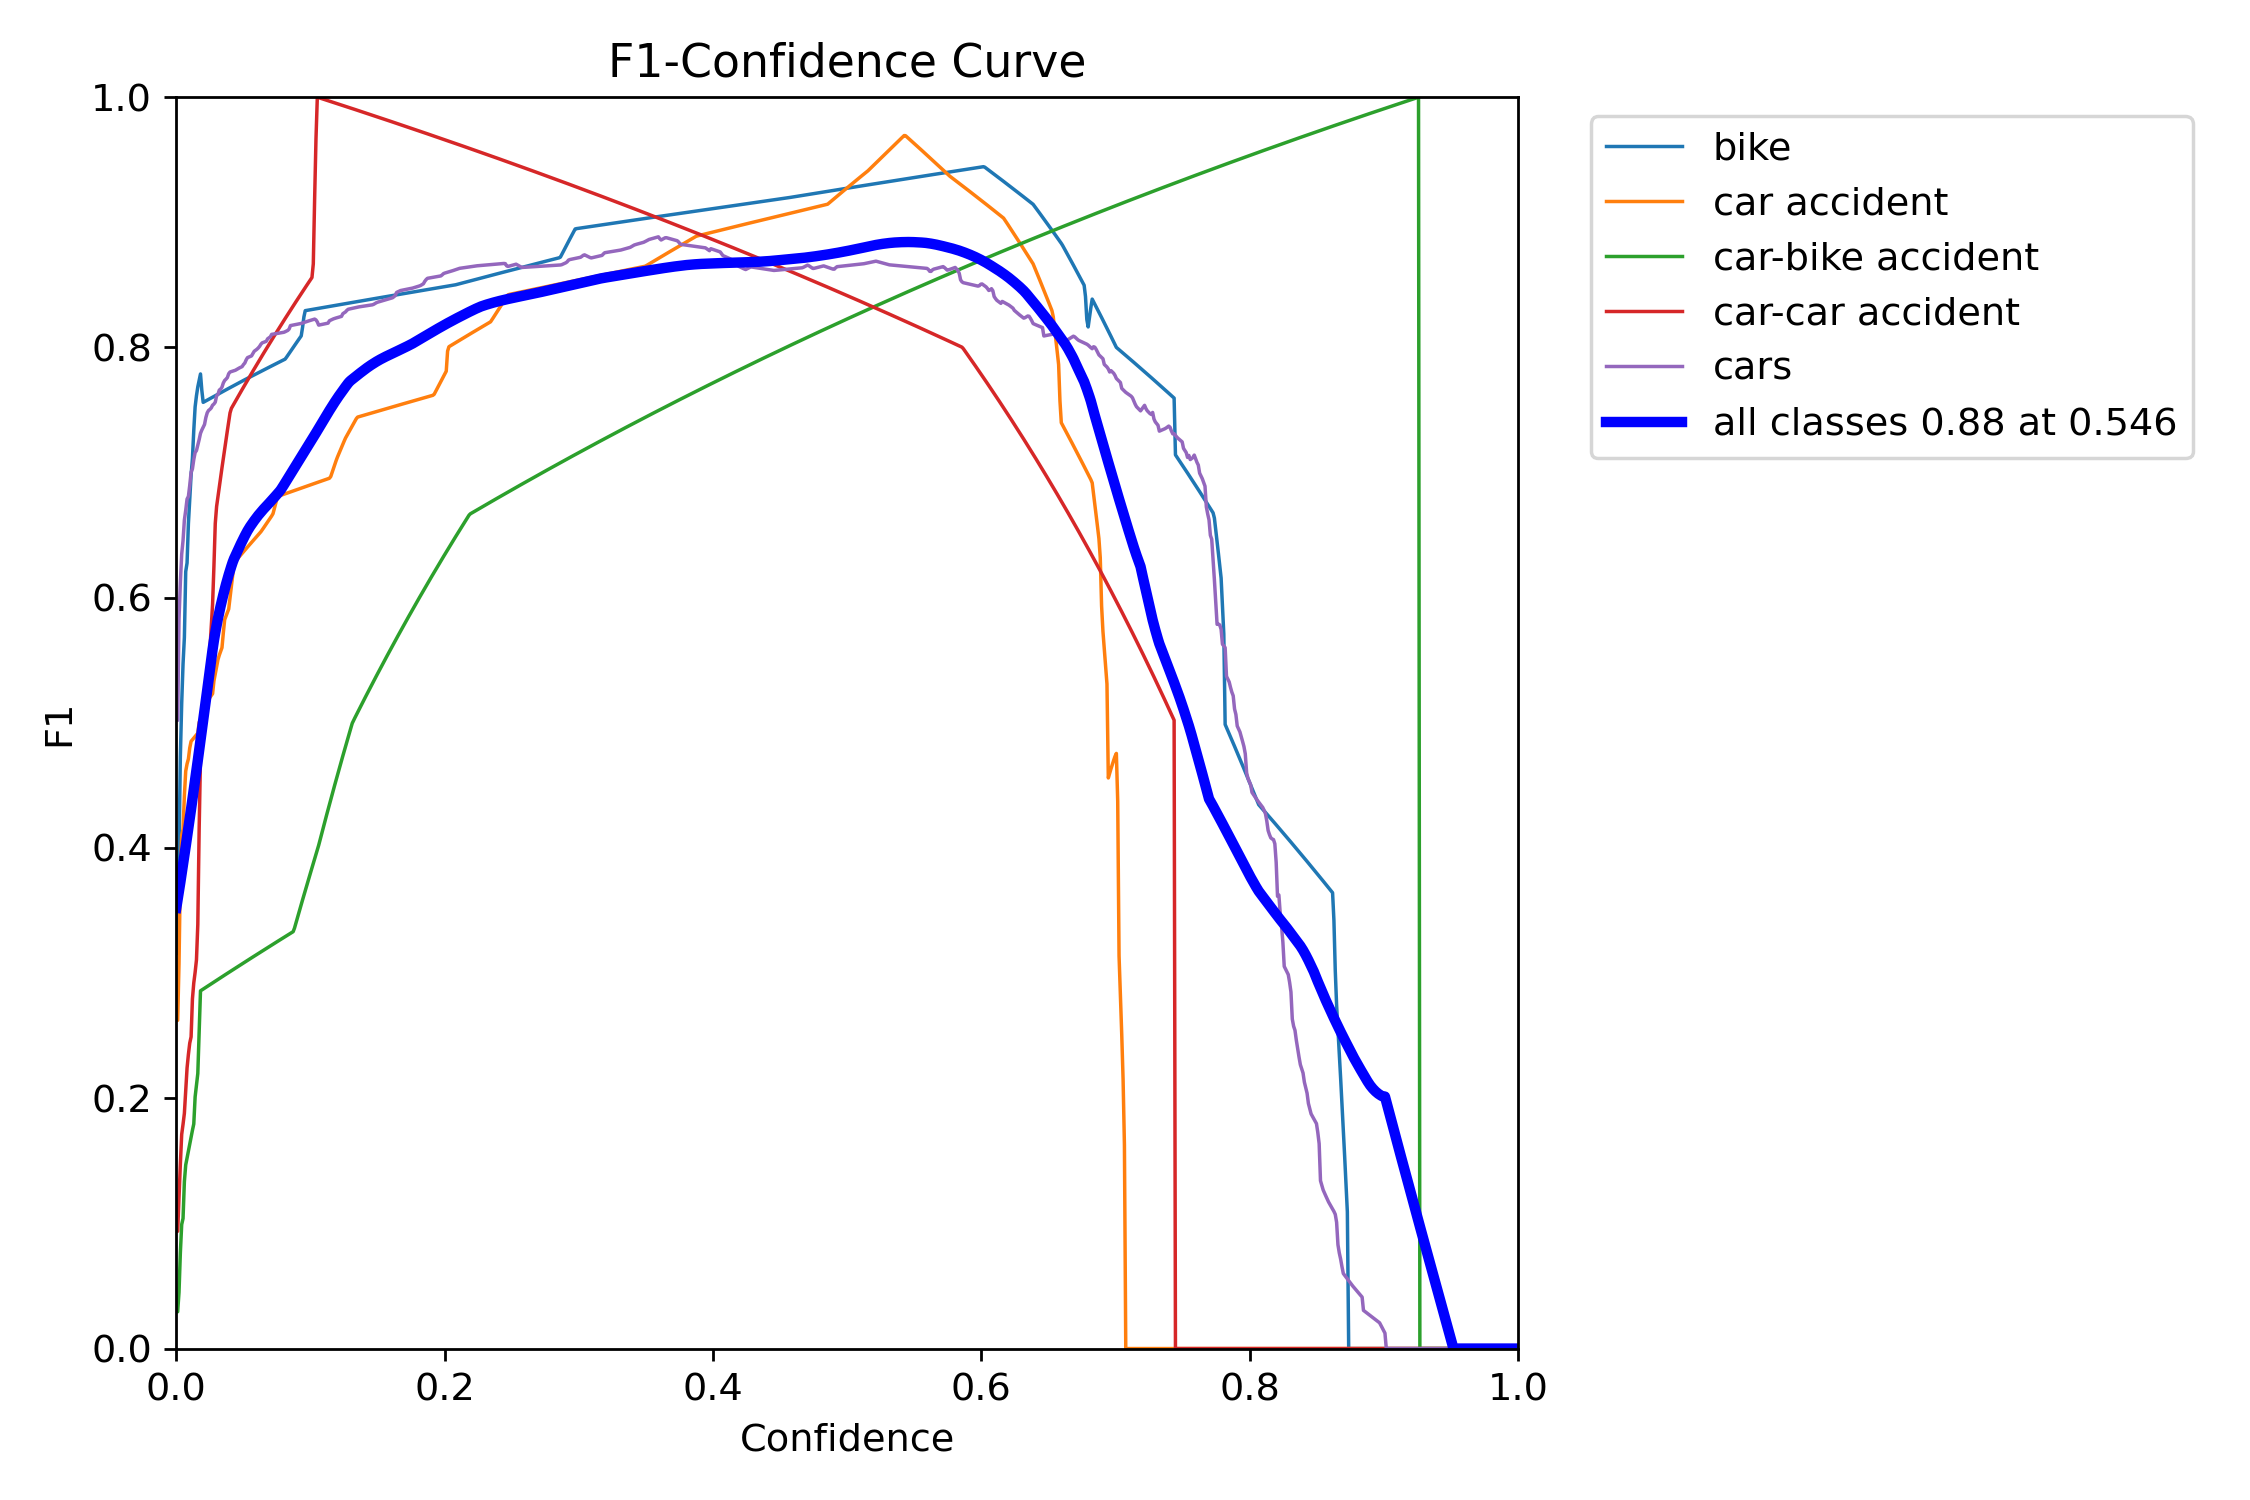 F1-Confidence Curve
1.0
0.8
0.6
0.4
0.2
0.0
F1
0.0 0.2 0.4 0.6 0.8 1.0
Confidence
bike
car accident
car-bike accident
car-car accident
cars
all classes 0.88 at 0.546